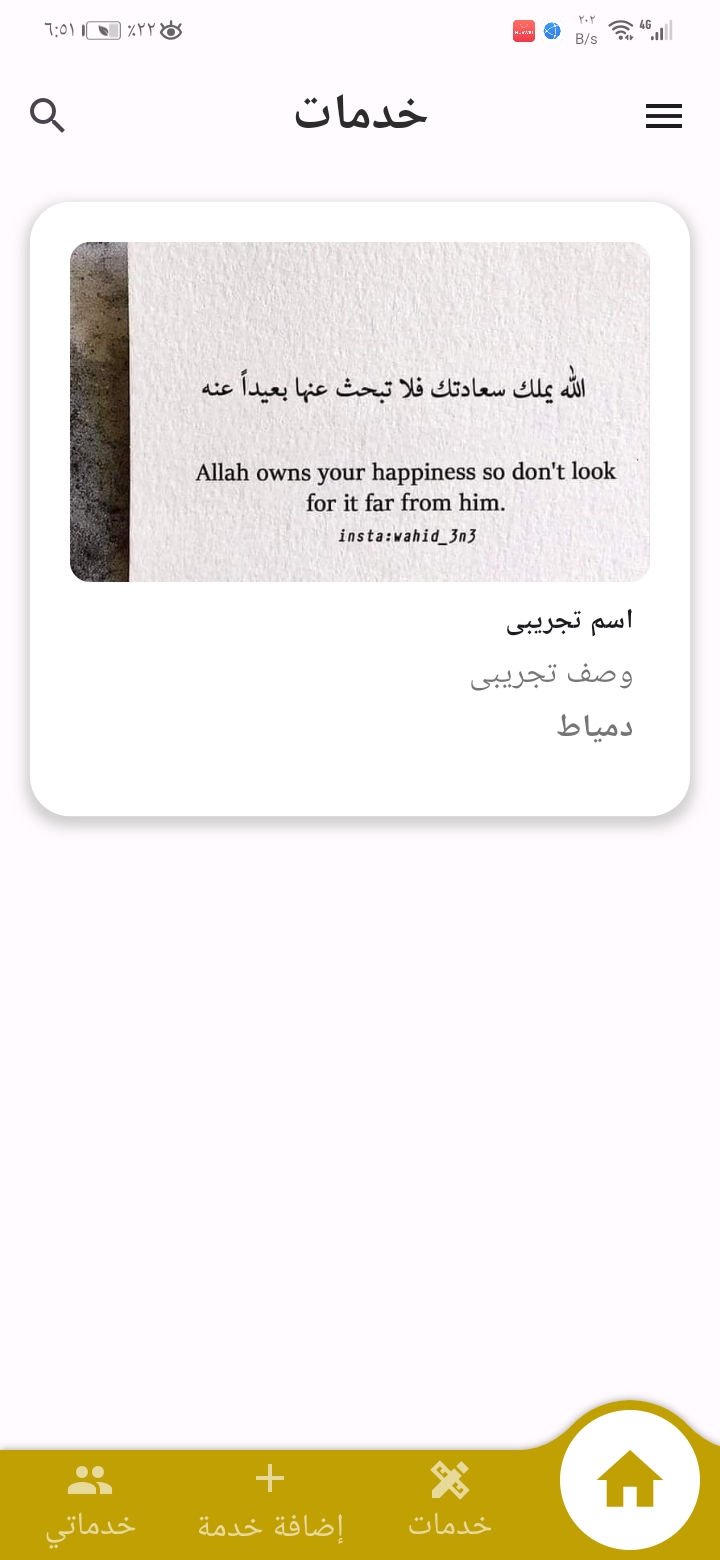 ٦:٥١
٪٢٢
٢٠٢
B/s
4G
HUAWEI
خدمات
الله يملك سعادتك فلا تبحث عنها بعيداً عنه
Allah owns your happiness so don't look
for it far from him.
insta:wahid_3n3
اسم تجريبى
وصف تجريبى
دمياط
خدمات
إضافة خدمة
خدماتي